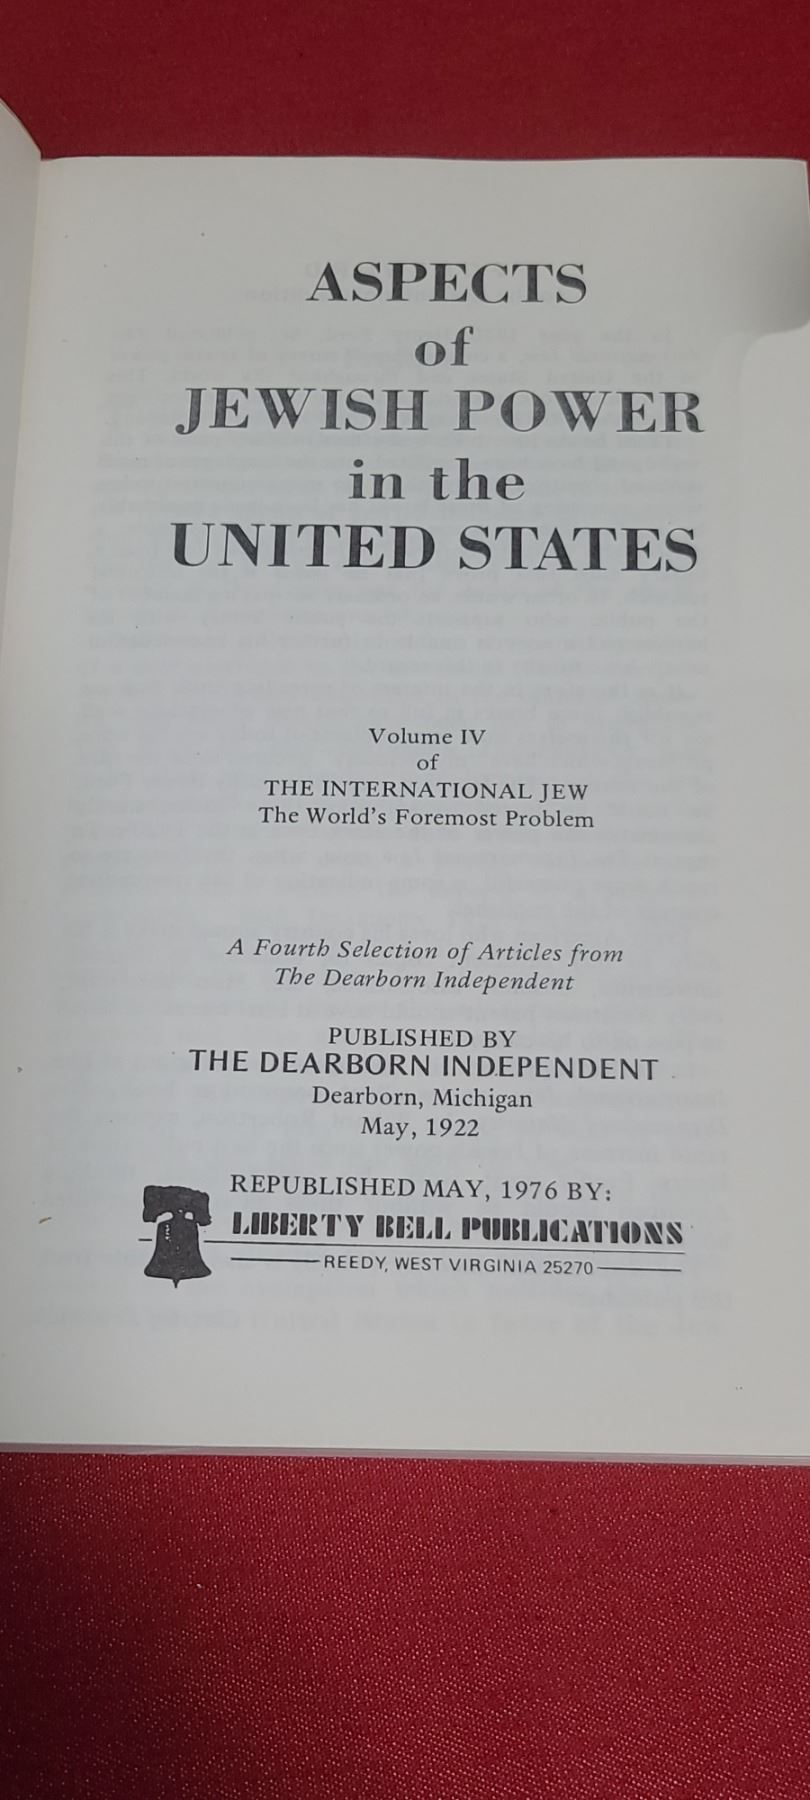 ASPECTS
of
JEWISH POWER
in the
UNITED STATES
Volume IV
of
THE INTERNATIONAL JEW
The World's Foremost Problem
A Fourth Selection of Articles from
The Dearborn Independent
PUBLISHED BY
THE DEARBORN INDEPENDENT
Dearborn, Michigan
May, 1922
REPUBLISHED MAY, 1976 BY:
LIBERTY BELL PUBLICATIONS
REEDY, WEST VIRGINIA 25270